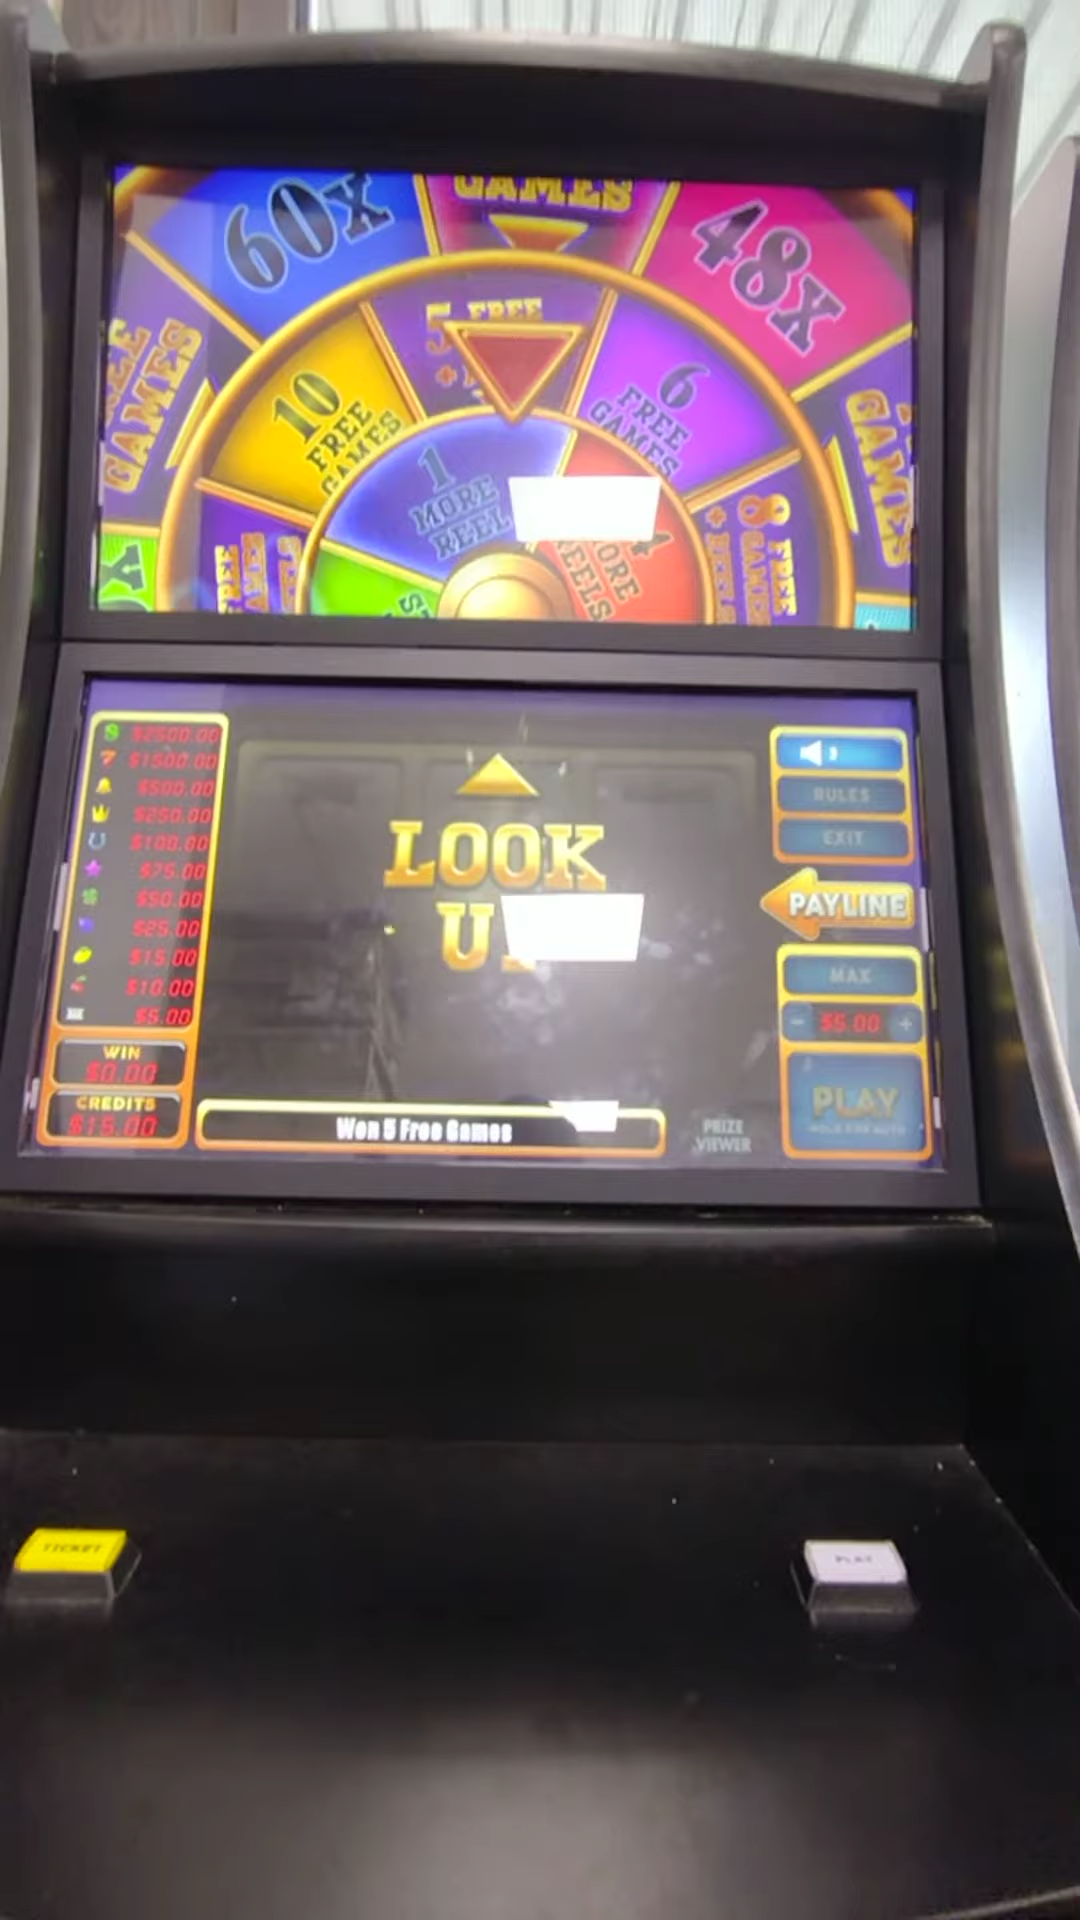 60X
GAMES
48X
GAMES
5 FREE
10
FREE
GAMES
6
FREE
GAMES
GAMES
1
MORE
REEL
8 FREE
LOOK
$2500.00
$1500.00
$500.00
$250.00
$100.00
$75.00
$50.00
$25.00
$15.00
$10.00
$5.00
WIN
$0.00
CREDITS
$15.00
Won 5 Free Games
PRIZE
VIEWER
3
RULES
EXIT
PAYLINE
MAX
- $5.00 +
PLAY
HOLD FOR AUTO
TICKET
PLAY